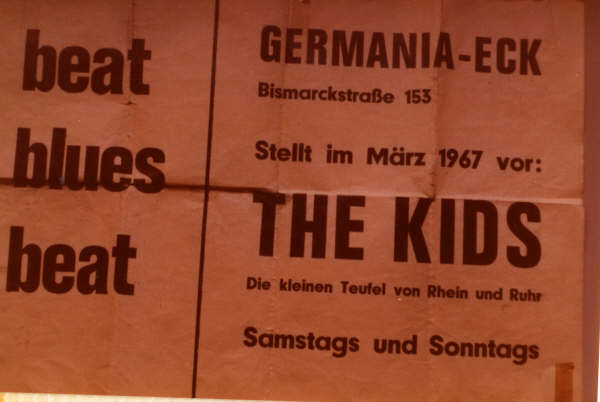 beat
blues
beat
GERMANIA-ECK
Bismarckstraße 153
Stellt im März 1967 vor:
THE KIDS
Die kleinen Teufel von Rhein und Ruhr
Samstags und Sonntags